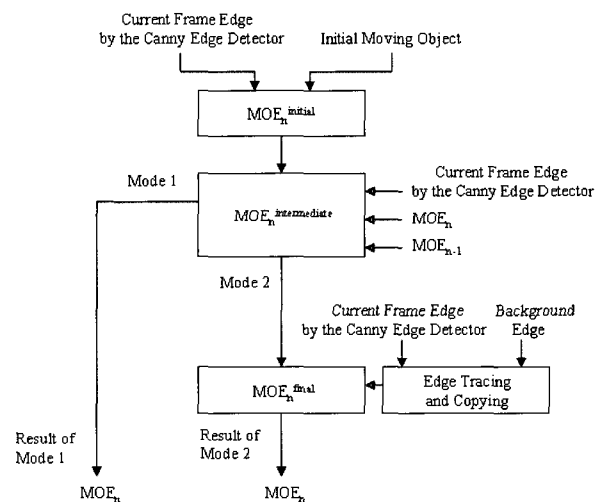 Current Frame Edge
by the Canny Edge Detector
Initial Moving Object
MOE_n^initial
Mode 1
Current Frame Edge
by the Canny Edge Detector
MOE_n^intermediate
MOE_n
MOE_n-1
Mode 2
Current Frame Edge
by the Canny Edge Detector
Background
Edge
MOE_n^final
Edge Tracing
and Copying
Result of
Mode 1
Result of
Mode 2
MOE_n
MOE_n